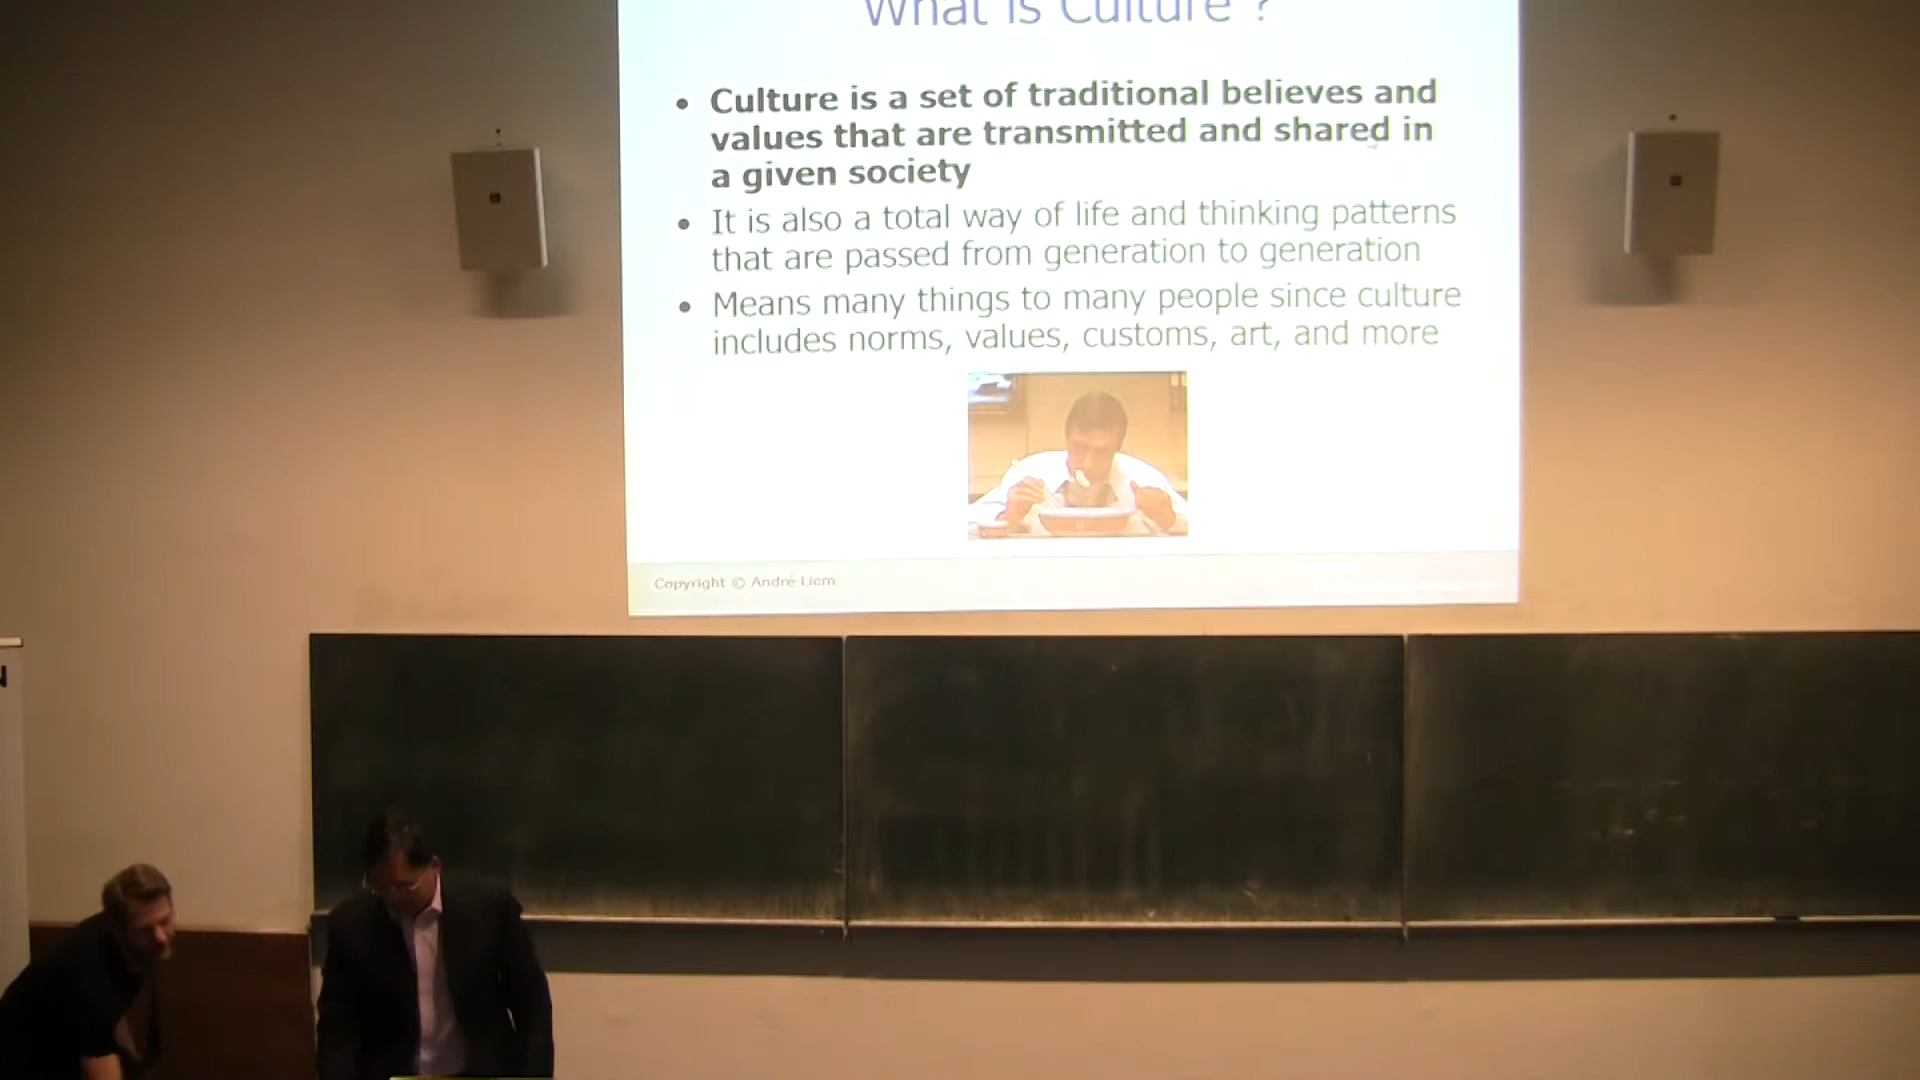 What is Culture ?
• Culture is a set of traditional believes and
values that are transmitted and shared in
a given society
• It is also a total way of life and thinking patterns
that are passed from generation to generation
• Means many things to many people since culture
includes norms, values, customs, art, and more
Copyright © André Liem